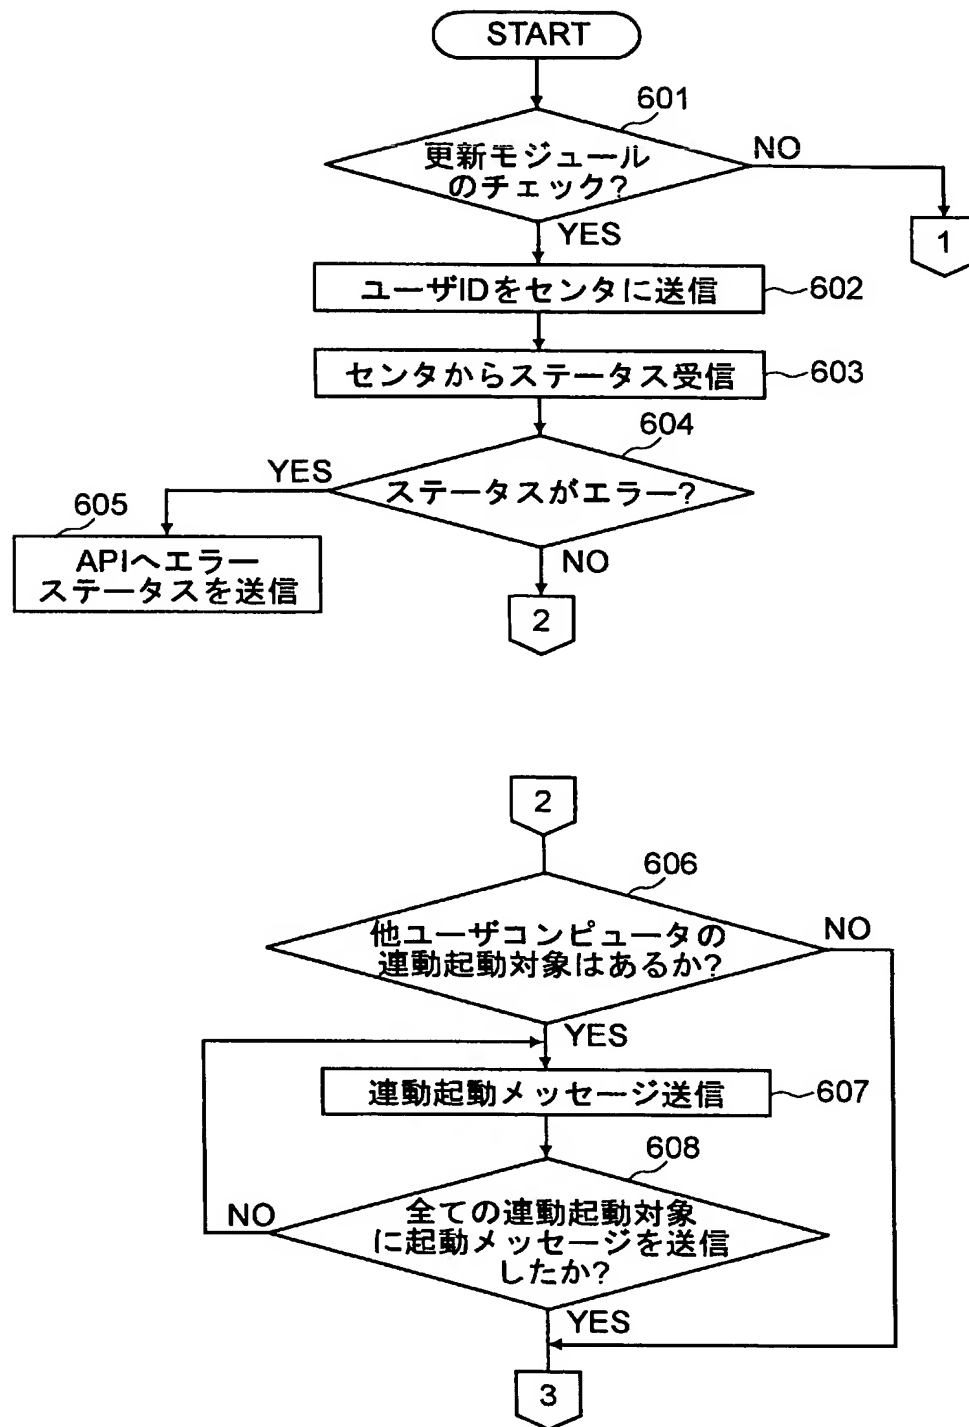 START
601
更新モジュール
のチェック?
NO
1
YES
ユーザIDをセンタに送信
602
センタからステータス受信
603
604
YES
ステータスがエラー?
605
APIへエラー
ステータスを送信
NO
2
2
606
他ユーザコンピュータの
連動起動対象はあるか?
NO
YES
連動起動メッセージ送信
607
608
NO
全ての連動起動対象
に起動メッセージを送信
したか?
YES
3